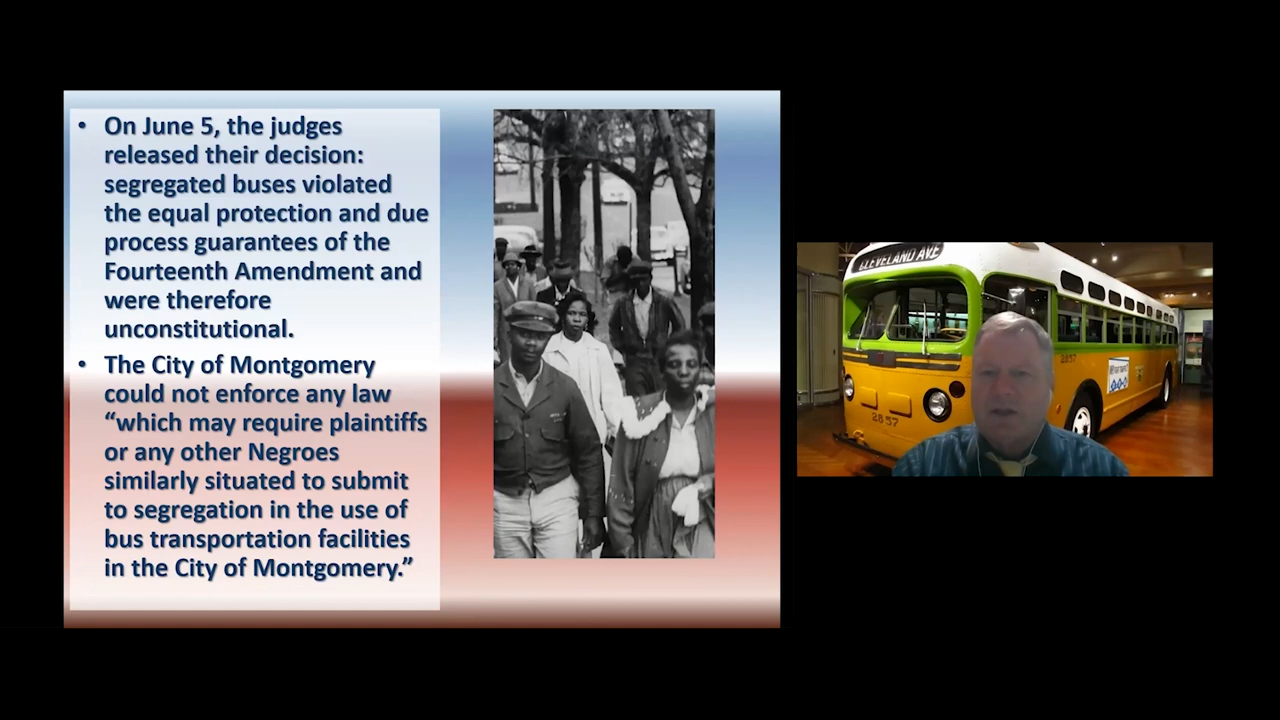 • On June 5, the judges
released their decision:
segregated buses violated
the equal protection and due
process guarantees of the
Fourteenth Amendment and
were therefore
unconstitutional.
• The City of Montgomery
could not enforce any law
“which may require plaintiffs
or any other Negroes
similarly situated to submit
to segregation in the use of
bus transportation facilities
in the City of Montgomery.”
CLEVELAND AVE
2857
2857